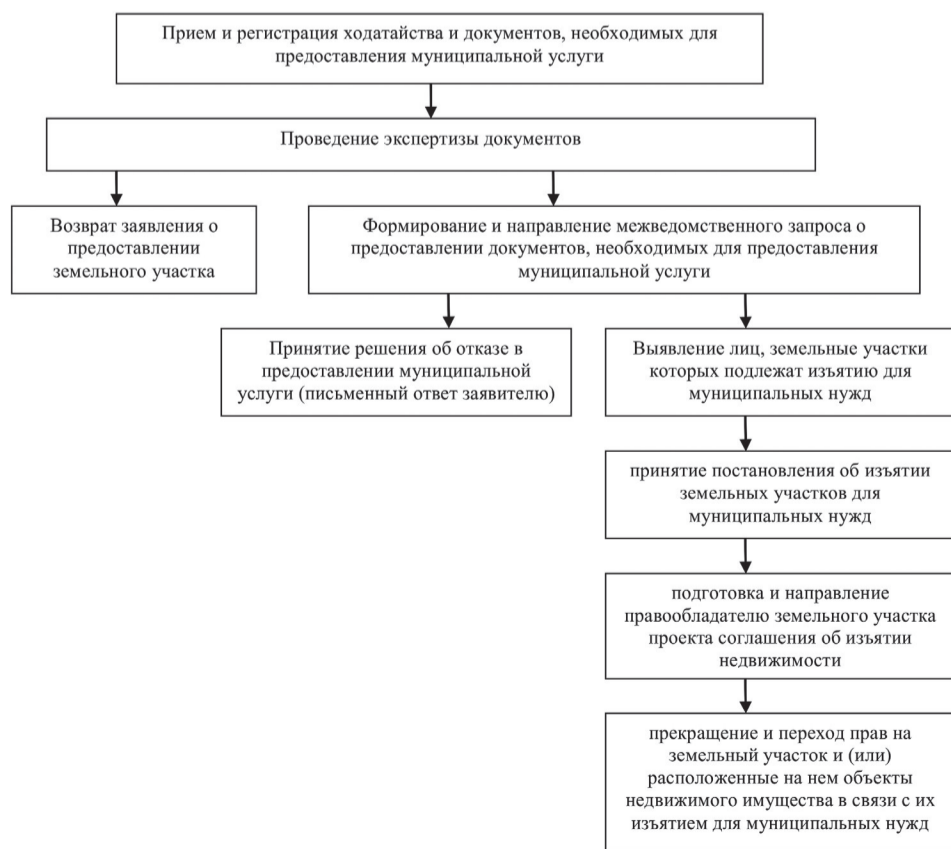 Прием и регистрация ходатайства и документов, необходимых для
предоставления муниципальной услуги
Проведение экспертизы документов
Возврат заявления о
предоставлении
земельного участка
Формирование и направление межведомственного запроса о
предоставлении документов, необходимых для предоставления
муниципальной услуги
Принятие решения об отказе в
предоставлении муниципальной
услуги (письменный ответ заявителю)
Выявление лиц, земельные участки
которых подлежат изъятию для
муниципальных нужд
принятие постановления об изъятии
земельных участков для
муниципальных нужд
подготовка и направление
правообладателю земельного участка
проекта соглашения об изъятии
недвижимости
прекращение и переход прав на
земельный участок и (или)
расположенные на нем объекты
недвижимого имущества в связи с их
изъятием для муниципальных нужд